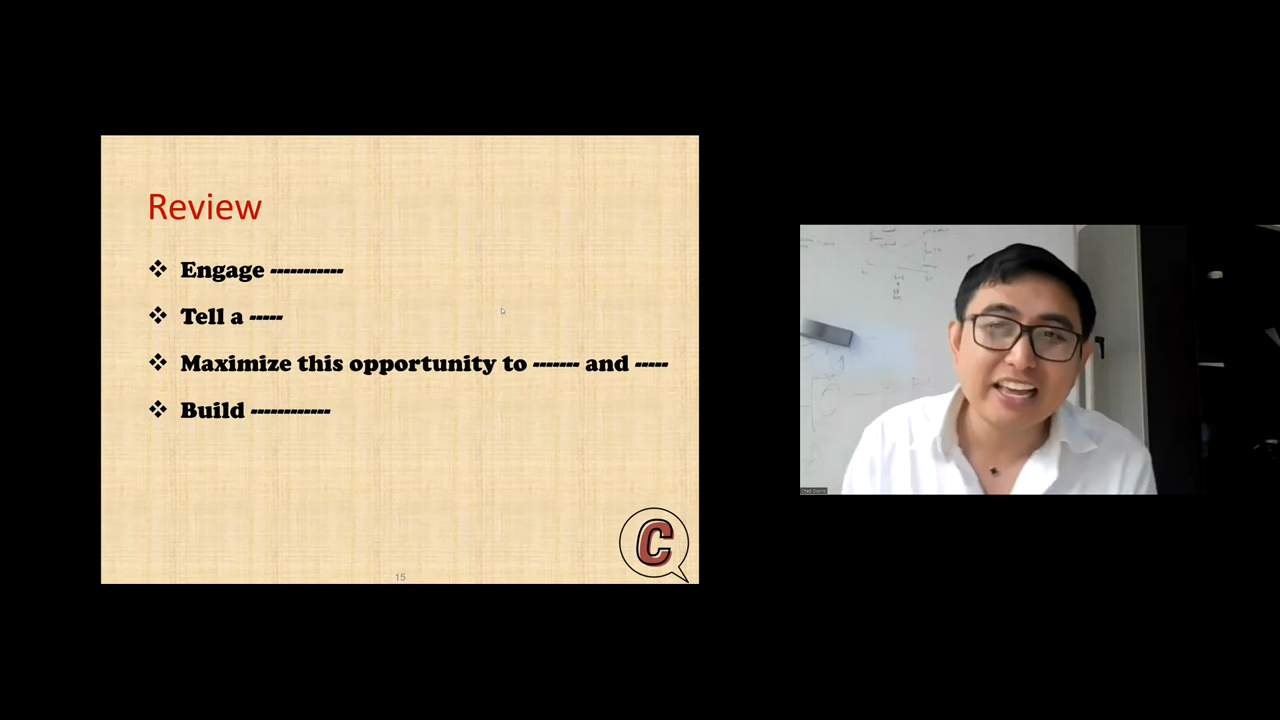 Review
❖ Engage -----------
❖ Tell a -----
❖ Maximize this opportunity to ------- and -----
❖ Build ------------
15
C